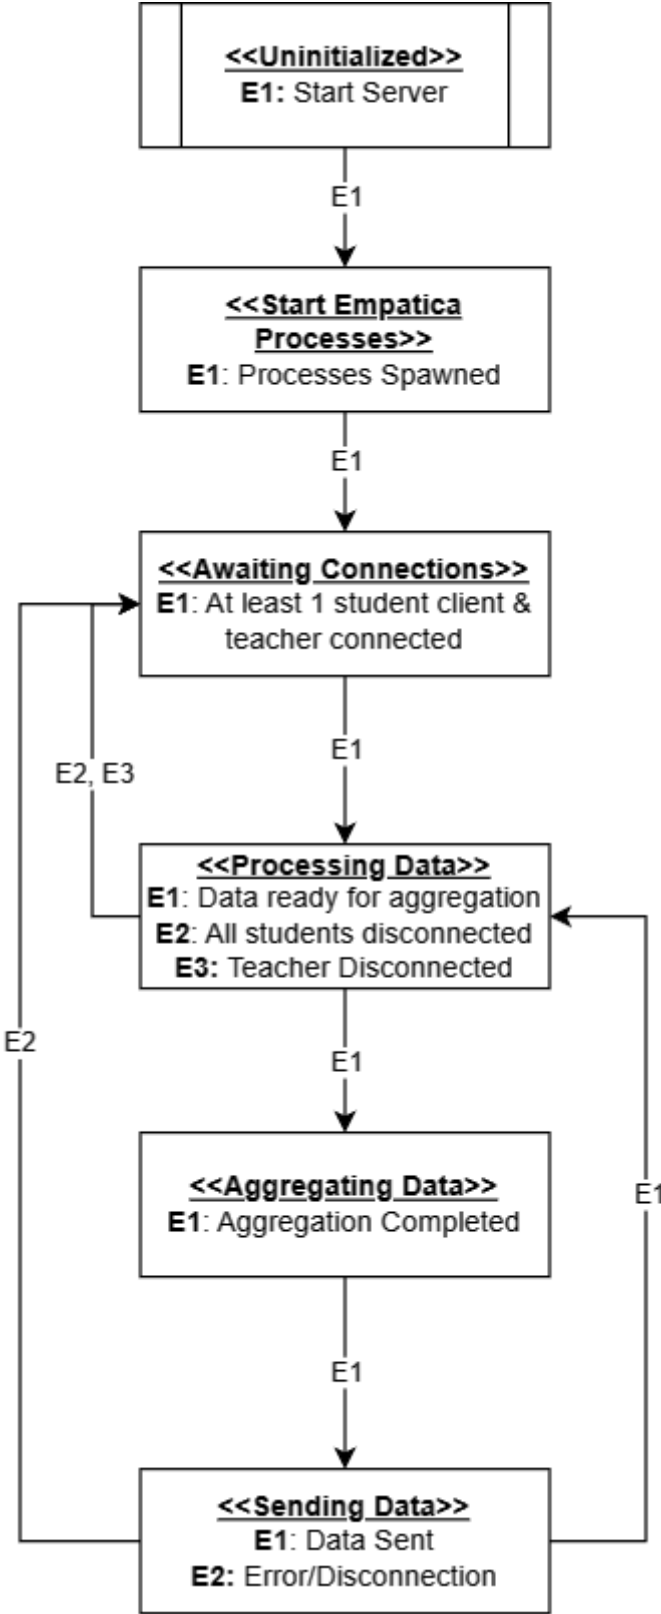 <<Uninitialized>>
E1: Start Server
E1
<<Start Empatica
Processes>>
E1: Processes Spawned
E1
<<Awaiting Connections>>
E1: At least 1 student client &
teacher connected
E1
E2, E3
<<Processing Data>>
E1: Data ready for aggregation
E2: All students disconnected
E3: Teacher Disconnected
E2
E1
<<Aggregating Data>>
E1: Aggregation Completed
E1
E1
<<Sending Data>>
E1: Data Sent
E2: Error/Disconnection